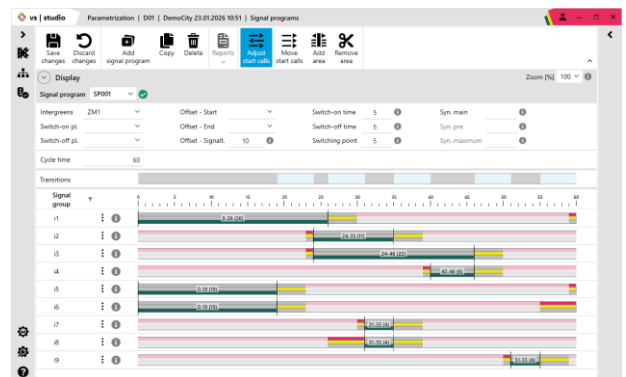 vs | studio Parametrization | D01 | DemoCity 23.01.2026 10:51 | Signal programs
Save changes Discard changes Add signal program Copy Delete Reports Adjust start calls Move start calls Add area Remove area
Display Zoom [%] 100
Signal program SP001
Intergreens ZM1 Offset - Start Switch-on time 5 Syn. main
Switch-on pl. Offset - End Switch-off time 5 Syn. pre
Switch-off pl. Offset - Signalt. 10 Switching point 5 Syn. maximum
Cycle time 60
Transitions
Signal group 0 5 10 15 20 25 30 35 40 45 50 55 60
i1 0-26 (26)
i2 24-35 (11)
i3 24-46 (22)
i4 40-46 (6)
i5 0-19 (19)
i6 0-19 (19)
i7 31-35 (4)
i8 31-35 (4)
i9 51-55 (4)